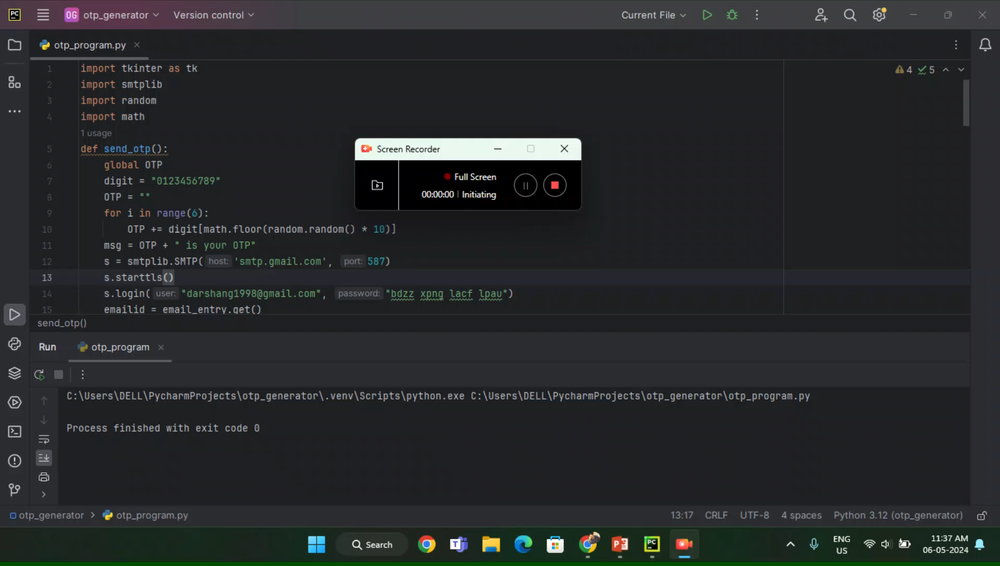 PC
OG otp_generator Version control
Current File
otp_program.py
4 5
1 import tkinter as tk
2 import smtplib
3 import random
4 import math
1 usage
5 def send_otp():
6 global OTP
7 digit = "0123456789"
8 OTP = ""
9 for i in range(6):
10 OTP += digit[math.floor(random.random() * 10)]
11 msg = OTP + " is your OTP"
12 s = smtplib.SMTP( host: 'smtp.gmail.com', port: 587)
13 s.starttls()
14 s.login( user: "darshang1998@gmail.com", password: "bdzz xpng lacf lpau")
15 emailid = email_entry.get()
Screen Recorder
Full Screen
00:00:00 | Initiating
send_otp()
Run otp_program
C:\Users\DELL\PycharmProjects\otp_generator\.venv\Scripts\python.exe C:\Users\DELL\PycharmProjects\otp_generator\otp_program.py
Process finished with exit code 0
otp_generator > otp_program.py
13:17 CRLF UTF-8 4 spaces Python 3.12 (otp_generator)
Search
ENG
US
11:37 AM
06-05-2024